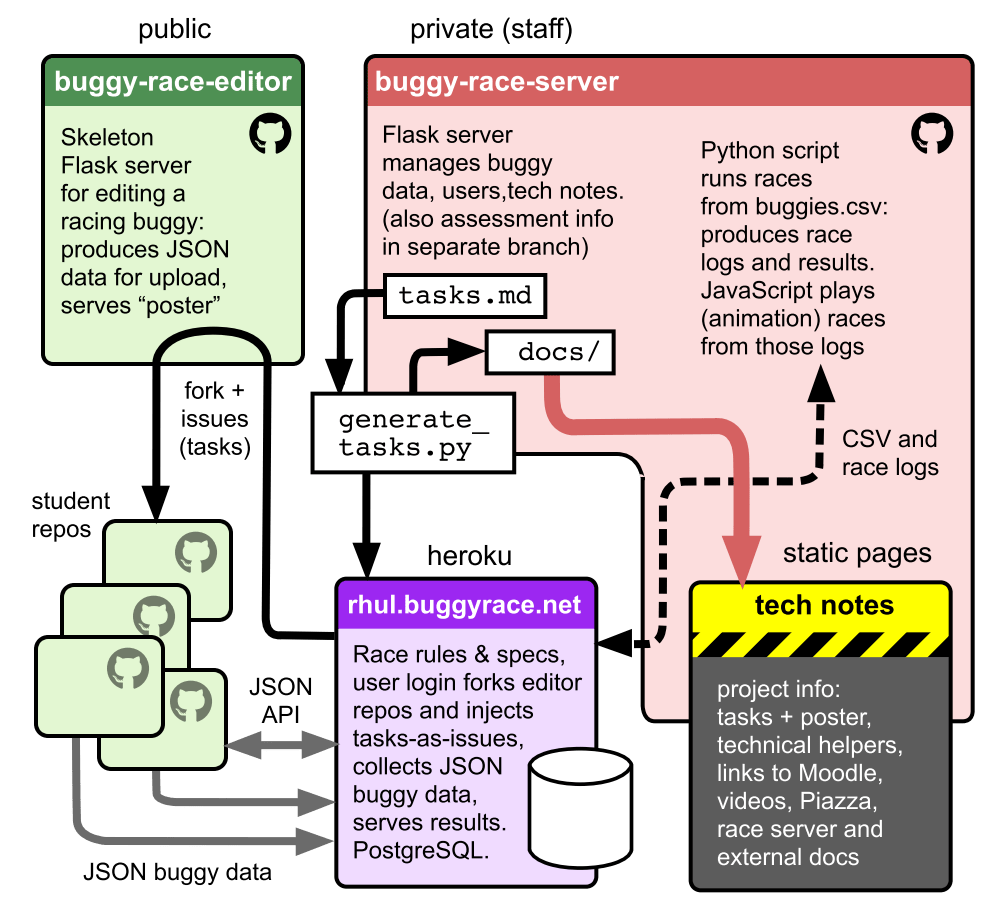 public
buggy-race-editor
Skeleton
Flask server
for editing a
racing buggy:
produces JSON
data for upload,
serves “poster”
private (staff)
buggy-race-server
Flask server
manages buggy
data, users,tech notes.
(also assessment info
in separate branch)
Python script
runs races
from buggies.csv:
produces race
logs and results.
JavaScript plays
(animation) races
from those logs
tasks.md
docs/
generate_
tasks.py
fork +
issues
(tasks)
CSV and
race logs
student
repos
heroku
rhul.buggyrace.net
Race rules & specs,
user login forks editor
repos and injects
tasks-as-issues,
collects JSON
buggy data,
serves results.
PostgreSQL.
static pages
tech notes
project info:
tasks + poster,
technical helpers,
links to Moodle,
videos, Piazza,
race server and
external docs
JSON
API
JSON buggy data